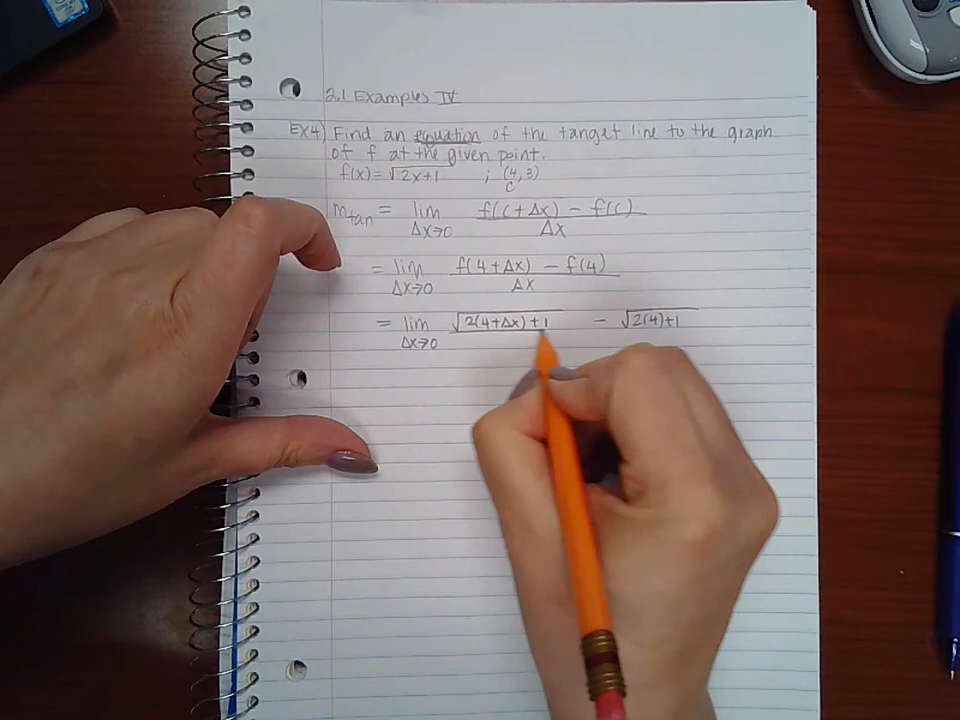 2.1 Examples IV
Ex4) Find an equation of the tanget line to the graph
of f at the given point.
f(x) = √2x+1 ; (4,3)
c
m tan = lim Δx→0 f(c+Δx) - f(c) / Δx
= lim Δx→0 f(4+Δx) - f(4) / Δx
= lim Δx→0 √2(4+Δx)+1 - √2(4)+1